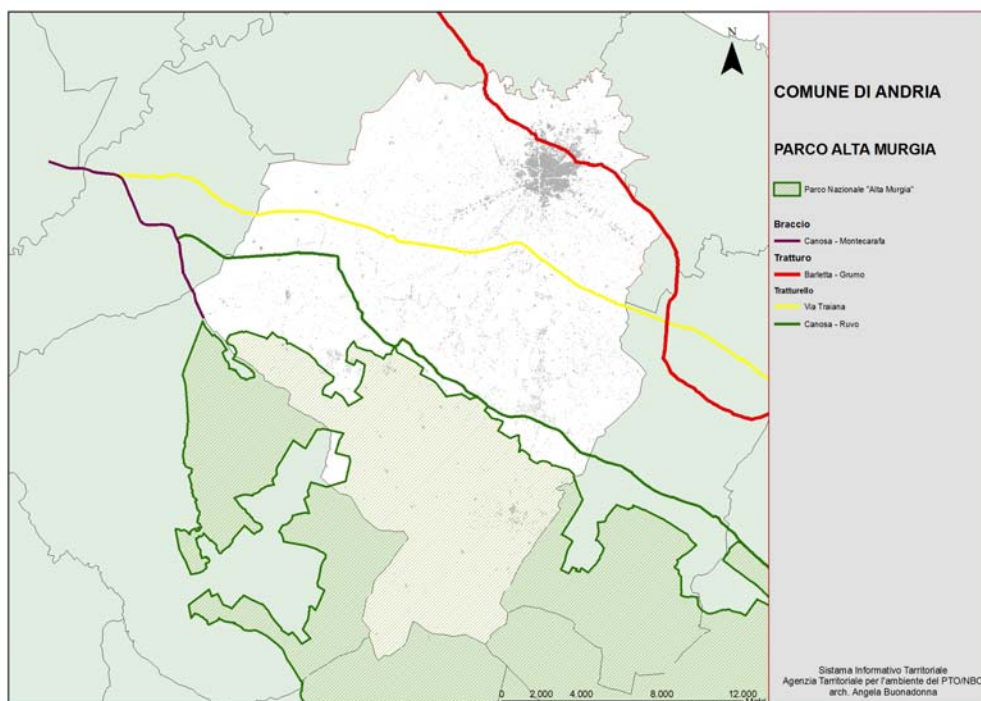 N
COMUNE DI ANDRIA
PARCO ALTA MURGIA
Parco Nazionale "Alta Murgia"
Braccio
Canosa - Montecarafa
Tratturo
Barletta - Grumo
Tratturello
Via Traiana
Canosa - Ruvo
0 2.000 4.000 8.000 12.000
Sistema Informativo Territoriale
Agenzia Territoriale per l'ambiente del PTO/NBO
arch. Angela Buonadonna